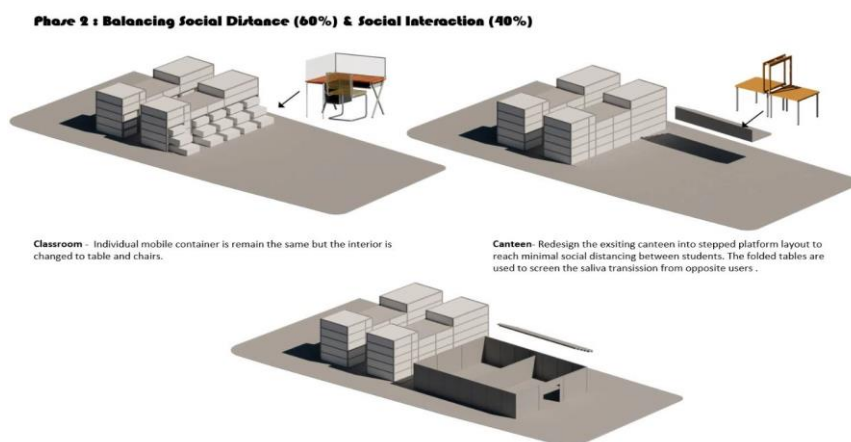 Phase 2 : Balancing Social Distance (60%) & Social Interaction (40%)
Classroom - Individual mobile container is remain the same but the interior is
changed to table and chairs.
Canteen- Redesign the exsiting canteen into stepped platform layout to
reach minimal social distancing between students. The folded tables are
used to screen the saliva transission from opposite users .